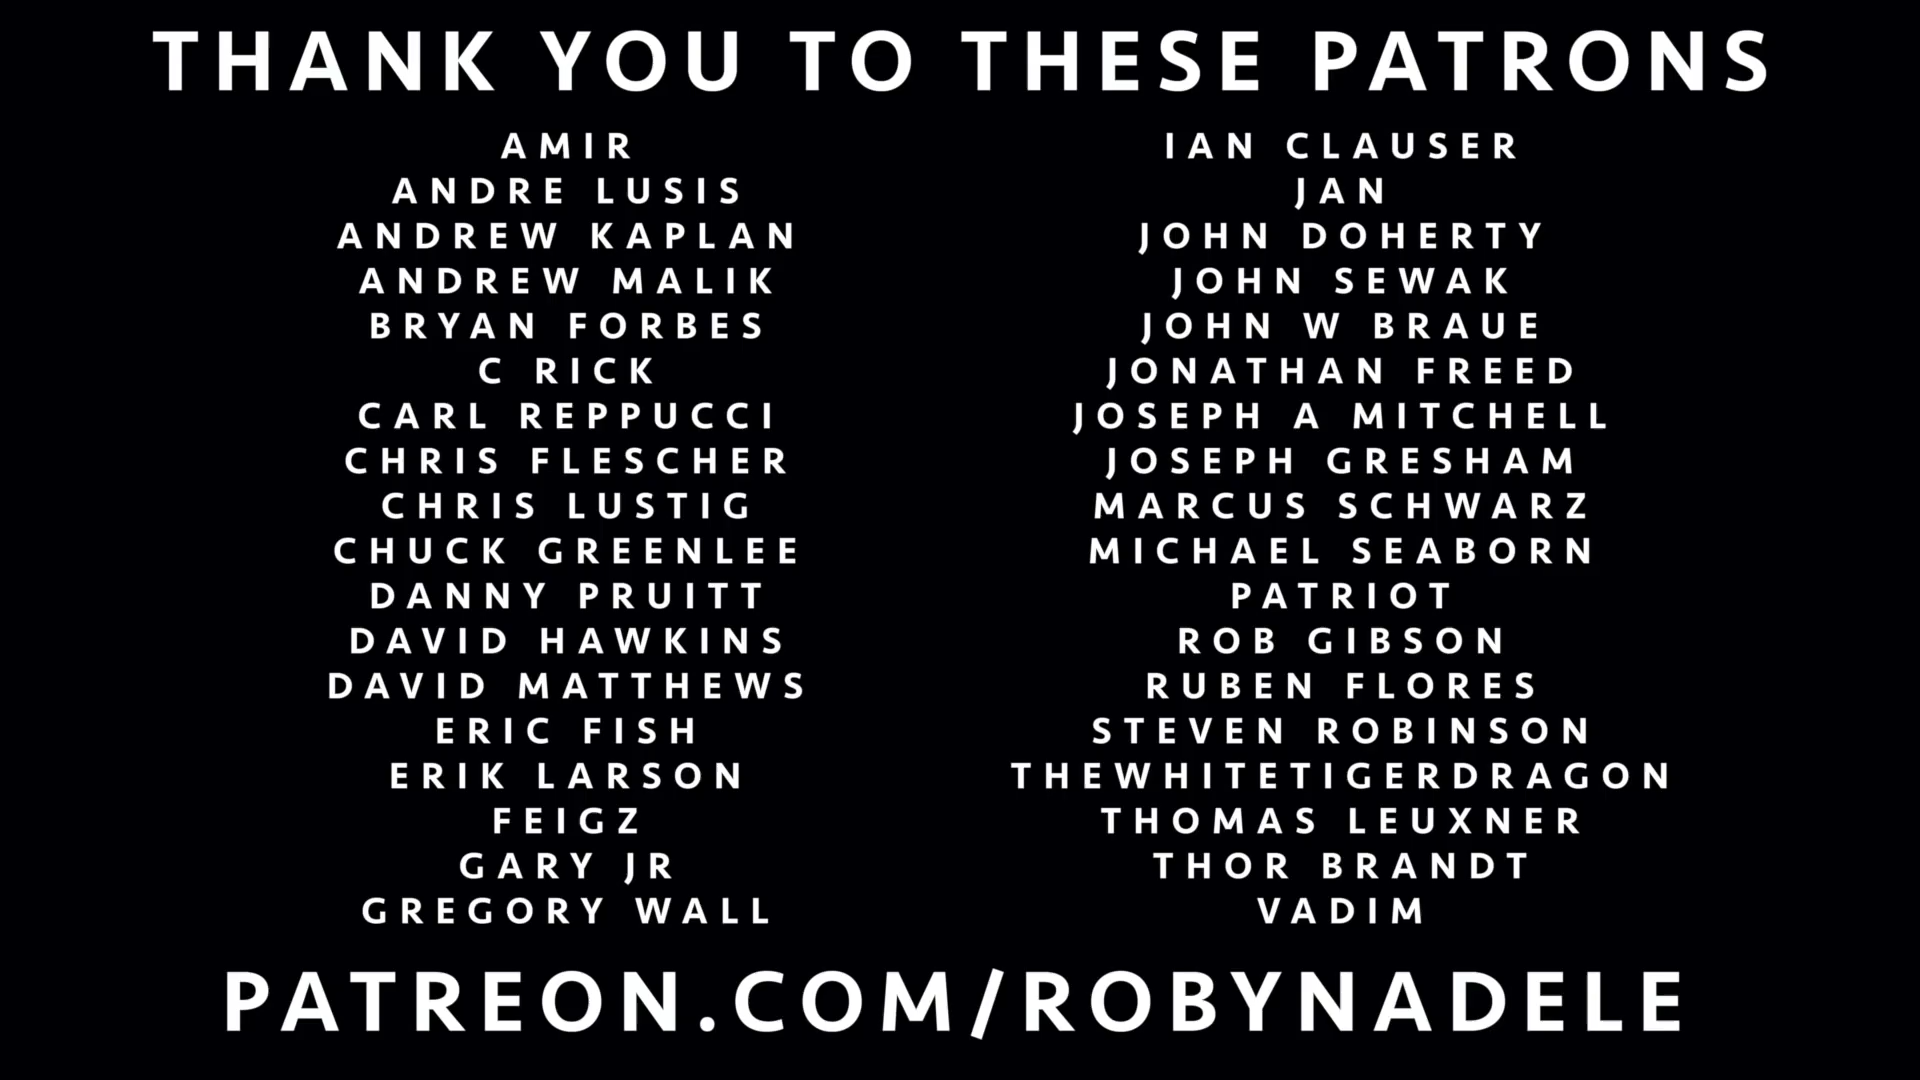 THANK YOU TO THESE PATRONS
AMIR
ANDRE LUSIS
ANDREW KAPLAN
ANDREW MALIK
BRYAN FORBES
C RICK
CARL REPPUCCI
CHRIS FLESCHER
CHRIS LUSTIG
CHUCK GREENLEE
DANNY PRUITT
DAVID HAWKINS
DAVID MATTHEWS
ERIC FISH
ERIK LARSON
FEIGZ
GARY JR
GREGORY WALL
IAN CLAUSER
JAN
JOHN DOHERTY
JOHN SEWAK
JOHN W BRAUE
JONATHAN FREED
JOSEPH A MITCHELL
JOSEPH GRESHAM
MARCUS SCHWARZ
MICHAEL SEABORN
PATRIOT
ROB GIBSON
RUBEN FLORES
STEVEN ROBINSON
THEWHITETIGERDRAGON
THOMAS LEUXNER
THOR BRANDT
VADIM
PATREON.COM/ROBYNADELE